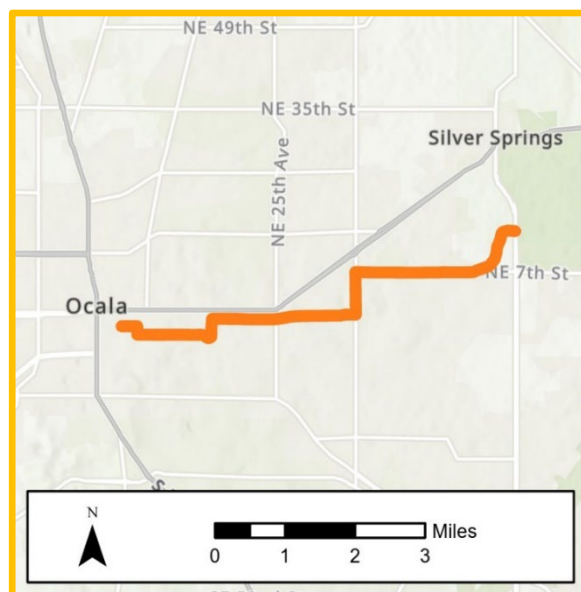 NE 49th St
NE 35th St
Silver Springs
NE 25th Ave
NE 7th St
Ocala
N
Miles
0 1 2 3